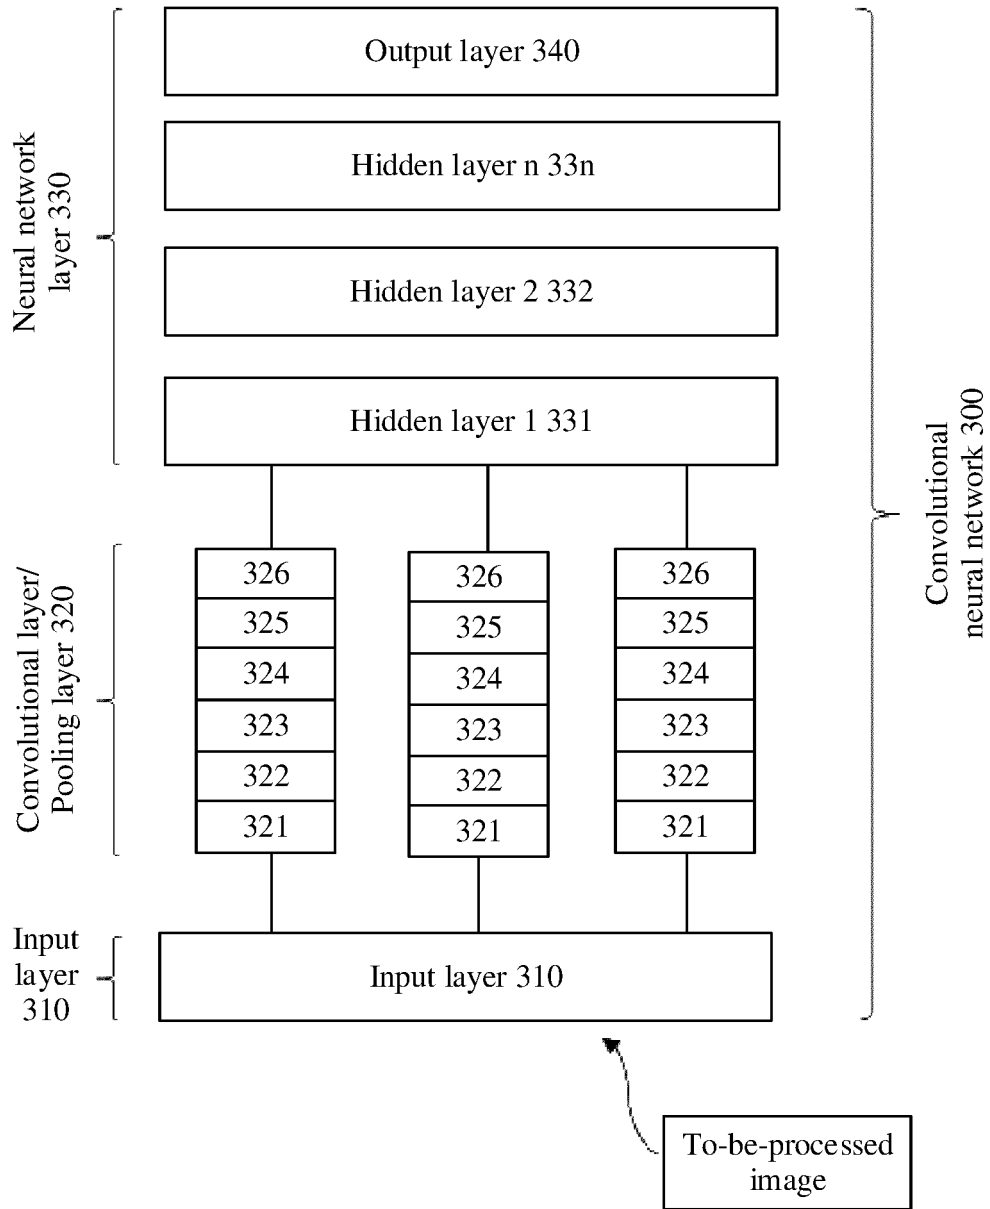 Output layer 340
Hidden layer n 33n
Hidden layer 2 332
Hidden layer 1 331
Neural network
layer 330
326
325
324
323
322
321
326
325
324
323
322
321
326
325
324
323
322
321
Convolutional layer/
Pooling layer 320
Input
layer
310
Input layer 310
Convolutional
neural network 300
To-be-processed
image